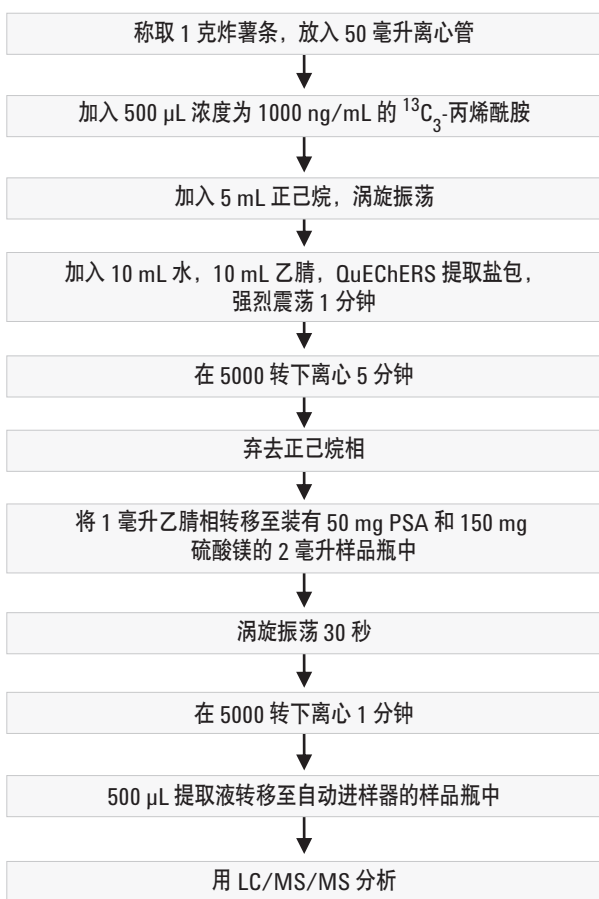 称取 1 克炸薯条，放入 50 毫升离心管
加入 500 µL 浓度为 1000 ng/mL 的 ¹³C₃-丙烯酰胺
加入 5 mL 正己烷，涡旋振荡
加入 10 mL 水，10 mL 乙腈，QuEChERS 提取盐包，
强烈震荡 1 分钟
在 5000 转下离心 5 分钟
弃去正己烷相
将 1 毫升乙腈相转移至装有 50 mg PSA 和 150 mg
硫酸镁的 2 毫升样品瓶中
涡旋振荡 30 秒
在 5000 转下离心 1 分钟
500 µL 提取液转移至自动进样器的样品瓶中
用 LC/MS/MS 分析